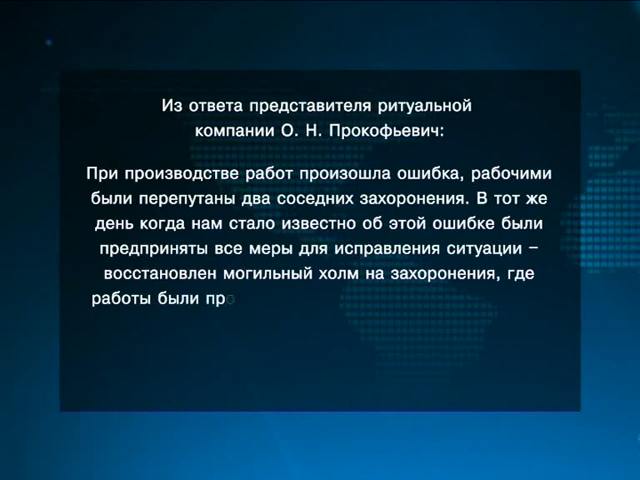 Из ответа представителя ритуальной
компании О. Н. Прокофьевич:
При производстве работ произошла ошибка, рабочими
были перепутаны два соседних захоронения. В тот же
день когда нам стало известно об этой ошибке были
предприняты все меры для исправления ситуации –
восстановлен могильный холм на захоронения, где
работы были про